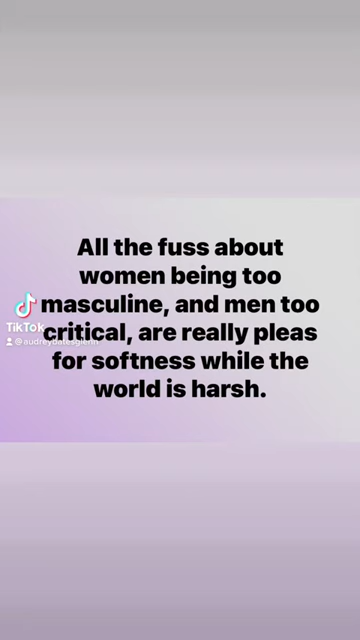 All the fuss about
women being too
masculine, and men too
critical, are really pleas
for softness while the
world is harsh.
TikTok
@audreybatesglenn